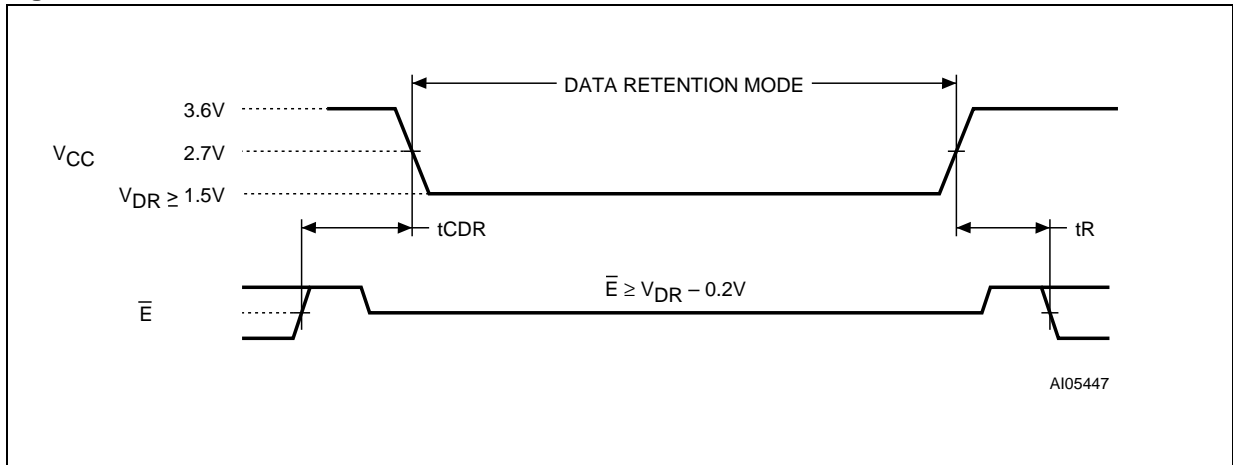 DATA RETENTION MODE
3.6V
VCC 2.7V
VDR ≥ 1.5V
tCDR tR
E̅ E̅ ≥ VDR – 0.2V
AI05447